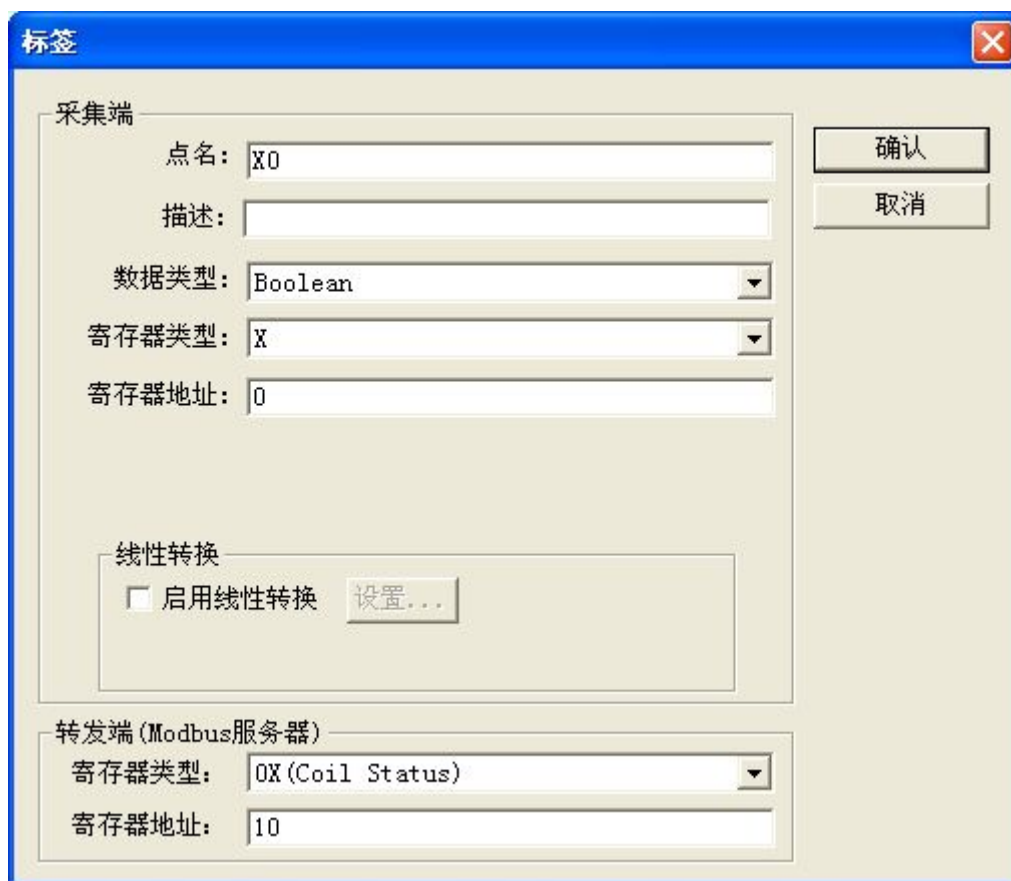 标签
采集端
点名: X0
确认
描述:
取消
数据类型: Boolean
寄存器类型: X
寄存器地址: 0
线性转换
启用线性转换 设置...
转发端(Modbus服务器)
寄存器类型: 0X(Coil Status)
寄存器地址: 10